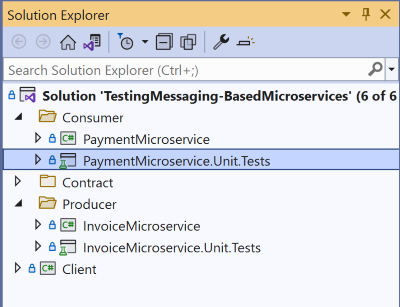 Solution Explorer
Search Solution Explorer (Ctrl+;)
Solution 'TestingMessaging-BasedMicroservices' (6 of 6
Consumer
C# PaymentMicroservice
PaymentMicroservice.Unit.Tests
Contract
Producer
C# InvoiceMicroservice
InvoiceMicroservice.Unit.Tests
C# Client